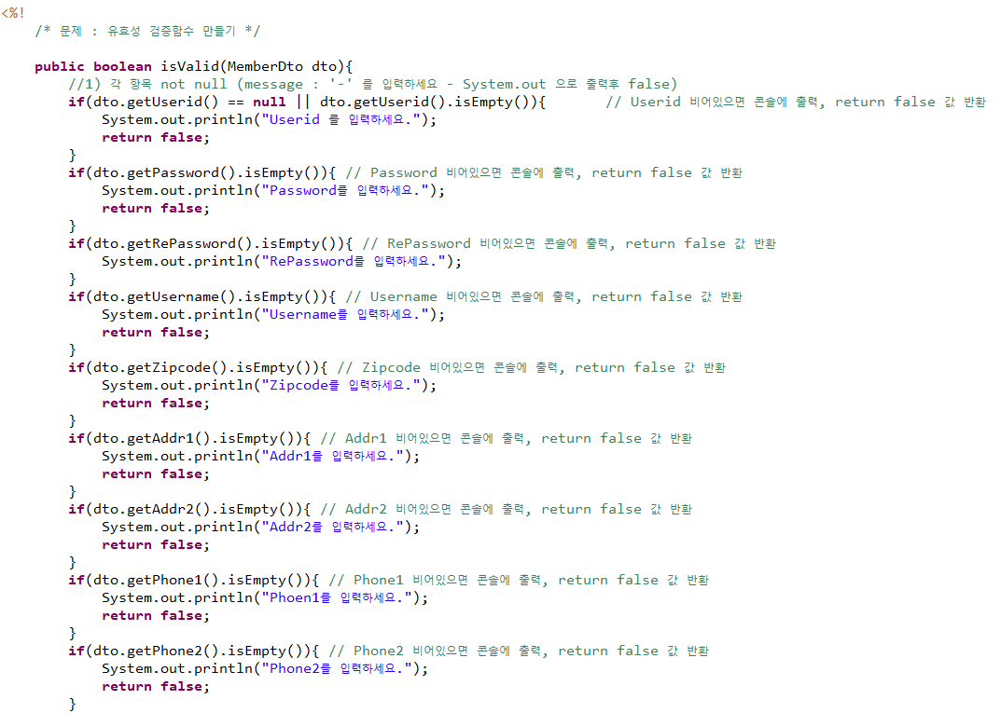 <%!
/* 문제 : 유효성 검증함수 만들기 */
public boolean isValid(MemberDto dto){
//1) 각 항목 not null (message : '-' 를 입력하세요 - System.out 으로 출력후 false)
if(dto.getUserid() == null || dto.getUserid().isEmpty()){ // Userid 비어있으면 콘솔에 출력, return false 값 반환
System.out.println("Userid 를 입력하세요.");
return false;
}
if(dto.getPassword().isEmpty()){ // Password 비어있으면 콘솔에 출력, return false 값 반환
System.out.println("Password를 입력하세요.");
return false;
}
if(dto.getRePassword().isEmpty()){ // RePassword 비어있으면 콘솔에 출력, return false 값 반환
System.out.println("RePassword를 입력하세요.");
}
if(dto.getUsername().isEmpty()){ // Username 비어있으면 콘솔에 출력, return false 값 반환
System.out.println("Username를 입력하세요.");
return false;
}
if(dto.getZipcode().isEmpty()){ // Zipcode 비어있으면 콘솔에 출력, return false 값 반환
System.out.println("Zipcode를 입력하세요.");
return false;
}
if(dto.getAddr1().isEmpty()){ // Addr1 비어있으면 콘솔에 출력, return false 값 반환
System.out.println("Addr1를 입력하세요.");
return false;
}
if(dto.getAddr2().isEmpty()){ // Addr2 비어있으면 콘솔에 출력, return false 값 반환
System.out.println("Addr2를 입력하세요.");
return false;
}
if(dto.getPhone1().isEmpty()){ // Phone1 비어있으면 콘솔에 출력, return false 값 반환
System.out.println("Phoen1를 입력하세요.");
return false;
}
if(dto.getPhone2().isEmpty()){ // Phone2 비어있으면 콘솔에 출력, return false 값 반환
System.out.println("Phone2를 입력하세요.");
return false;
}